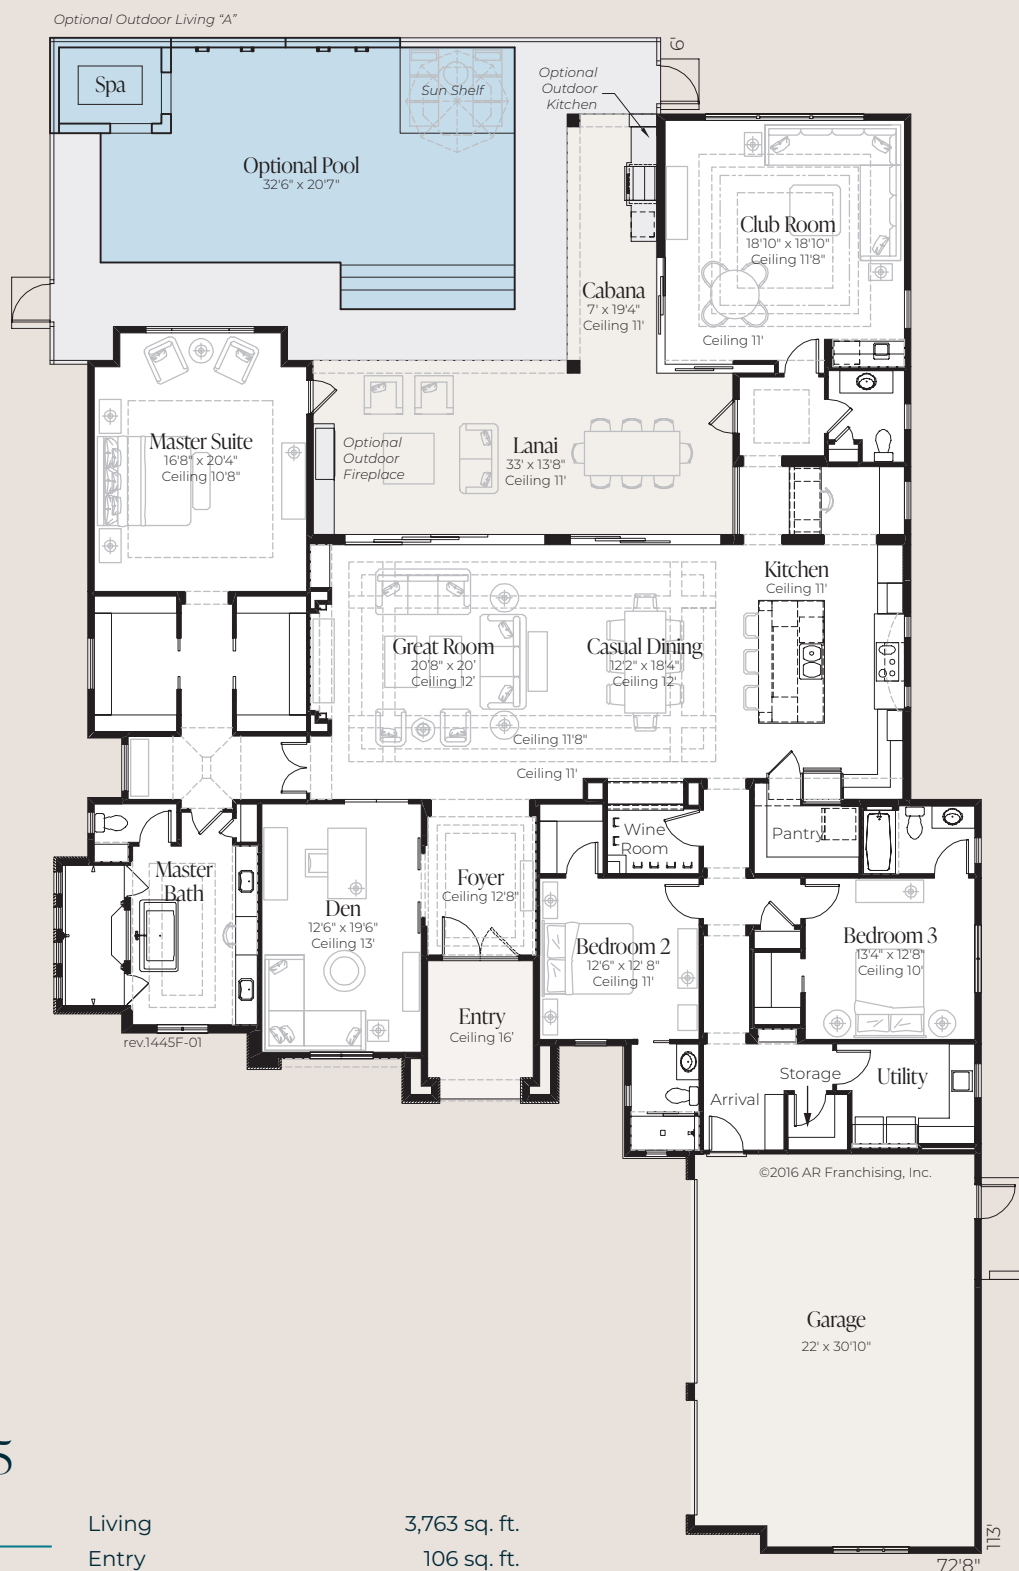 Optional Outdoor Living “A”
6'
Spa
Sun Shelf
Optional
Outdoor
Kitchen
Optional Pool
32'6" x 20'7"
Club Room
18'10" x 18'10"
Ceiling 11'8"
Ceiling 11'
Cabana
7' x 19'4"
Ceiling 11'
Master Suite
16'8" x 20'4"
Ceiling 10'8"
Optional
Outdoor
Fireplace
Lanai
33' x 13'8"
Ceiling 11'
Kitchen
Ceiling 11'
Great Room
20'8" x 20'
Ceiling 12'
Casual Dining
12'2" x 18'4"
Ceiling 12'
Ceiling 11'8"
Ceiling 11'
Wine
Room
Pantry
Master
Bath
Foyer
Ceiling 12'8"
Den
12'6" x 19'6"
Ceiling 13'
Bedroom 2
12'6" x 12' 8"
Ceiling 11'
Bedroom 3
13'4" x 12'8"
Ceiling 10'
Entry
Ceiling 16'
rev.1445F-01
Storage
Utility
Arrival
©2016 AR Franchising, Inc.
Garage
22' x 30'10"
5
Living 3,763 sq. ft.
Entry 106 sq. ft.
113'
72'8"